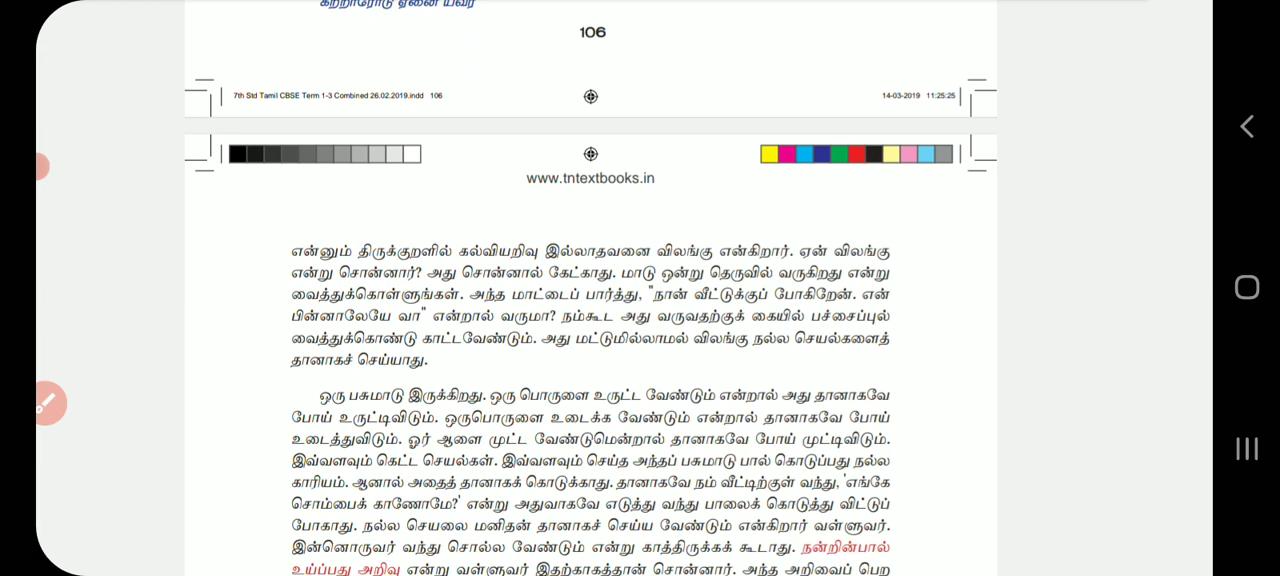 கற்றாரோடு ஏனை யவர்
106
7th Std Tamil CBSE Term 1-3 Combined 26.02.2019.indd 106
14-03-2019 11:25:25
www.tntextbooks.in
என்னும் திருக்குறளில் கல்வியறிவு இல்லாதவனை விலங்கு என்கிறார். ஏன் விலங்கு
என்று சொன்னார்? அது சொன்னால் கேட்காது. மாடு ஒன்று தெருவில் வருகிறது என்று
வைத்துக்கொள்ளுங்கள். அந்த மாட்டைப் பார்த்து, "நான் வீட்டுக்குப் போகிறேன். என்
பின்னாலேயே வா" என்றால் வருமா? நம்கூட அது வருவதற்குக் கையில் பச்சைப்புல்
வைத்துக்கொண்டு காட்டவேண்டும். அது மட்டுமில்லாமல் விலங்கு நல்ல செயல்களைத்
தானாகச் செய்யாது.
ஒரு பசுமாடு இருக்கிறது. ஒரு பொருளை உருட்ட வேண்டும் என்றால் அது தானாகவே
போய் உருட்டிவிடும். ஒருபொருளை உடைக்க வேண்டும் என்றால் தானாகவே போய்
உடைத்துவிடும். ஓர் ஆளை முட்ட வேண்டுமென்றால் தானாகவே போய் முட்டிவிடும்.
இவ்வளவும் கெட்ட செயல்கள். இவ்வளவும் செய்த அந்தப் பசுமாடு பால் கொடுப்பது நல்ல
காரியம். ஆனால் அதைத் தானாகக் கொடுக்காது. தானாகவே நம் வீட்டிற்குள் வந்து, 'எங்கே
சொம்பைக் காணோமே?' என்று அதுவாகவே எடுத்து வந்து பாலைக் கொடுத்து விட்டுப்
போகாது. நல்ல செயலை மனிதன் தானாகச் செய்ய வேண்டும் என்கிறார் வள்ளுவர்.
இன்னொருவர் வந்து சொல்ல வேண்டும் என்று காத்திருக்கக் கூடாது. நன்றின்பால்
உய்ப்பது அறிவு என்று வள்ளுவர் இதற்காகத்தான் சொன்னார். அந்த அறிவைப் பெற